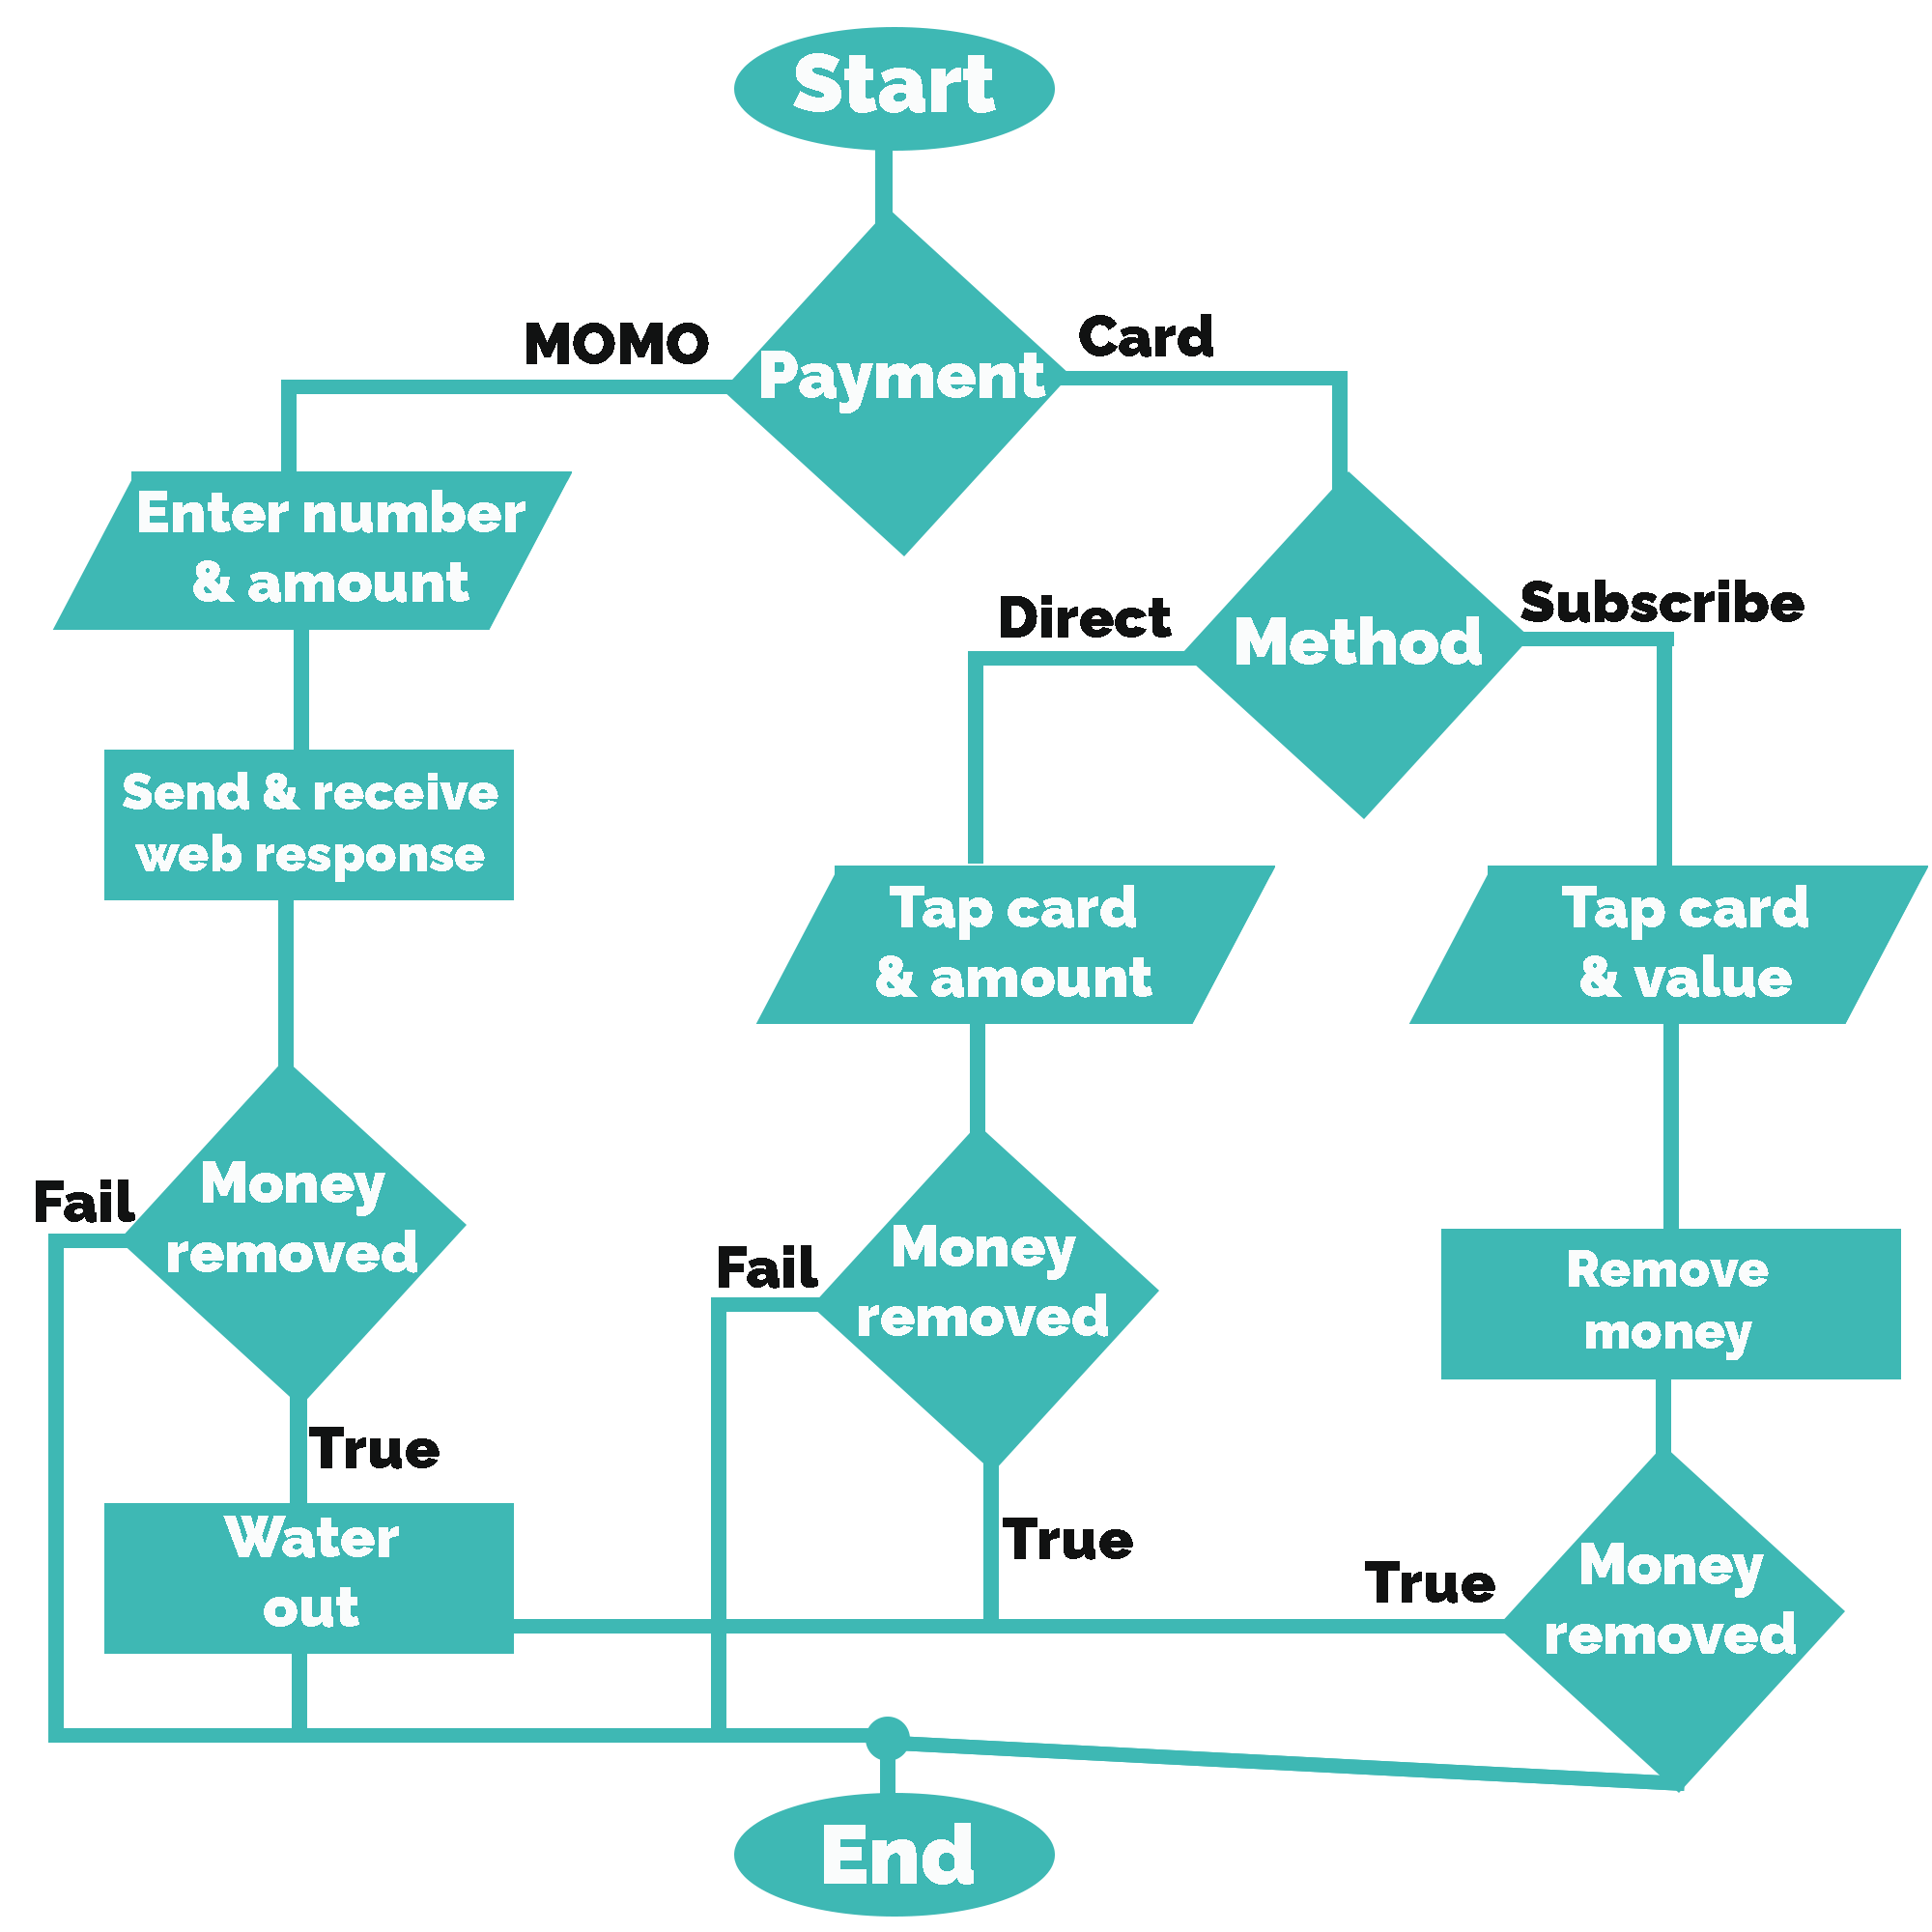 Start
MOMO
Card
Payment
Enter number
& amount
Direct
Subscribe
Method
Send & receive
web response
Tap card
& amount
Tap card
& value
Fail
Money
removed
Fail
Money
removed
Remove
money
True
True
True
Water
out
Money
removed
End